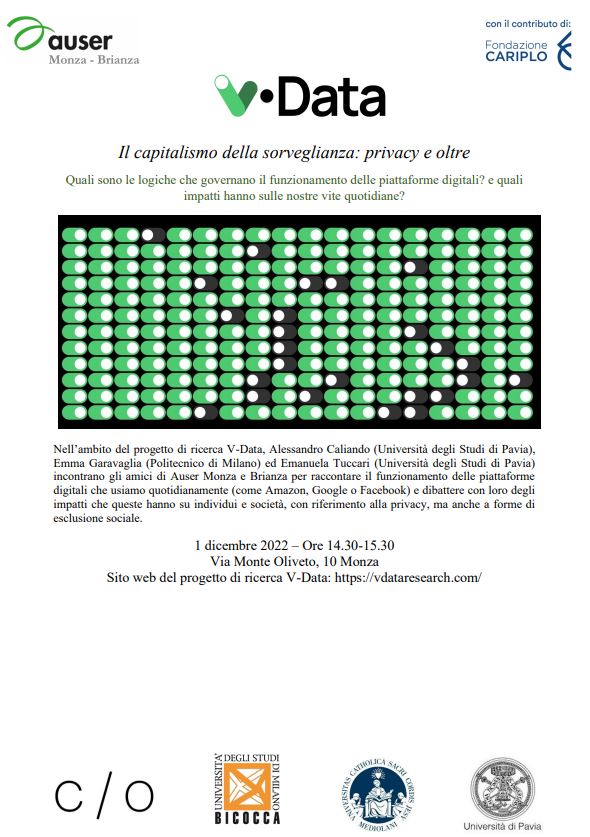 auser
Monza - Brianza
con il contributo di:
Fondazione
CARIPLO
V•Data
Il capitalismo della sorveglianza: privacy e oltre
Quali sono le logiche che governano il funzionamento delle piattaforme digitali? e quali
impatti hanno sulle nostre vite quotidiane?
Nell'ambito del progetto di ricerca V-Data, Alessandro Caliando (Università degli Studi di Pavia),
Emma Garavaglia (Politecnico di Milano) ed Emanuela Tuccari (Università degli Studi di Pavia)
incontrano gli amici di Auser Monza e Brianza per raccontare il funzionamento delle piattaforme
digitali che usiamo quotidianamente (come Amazon, Google o Facebook) e dibattere con loro degli
impatti che queste hanno su individui e società, con riferimento alla privacy, ma anche a forme di
esclusione sociale.
1 dicembre 2022 – Ore 14.30-15.30
Via Monte Oliveto, 10 Monza
Sito web del progetto di ricerca V-Data: https://vdataresearch.com/
c/o
UNIVERSITA'
DEGLI STUDI
DI MILANO
BICOCCA
UNIVERSITAS CATHOLICA SACRI CORDIS JESU
MEDIOLANI
Università di Pavia